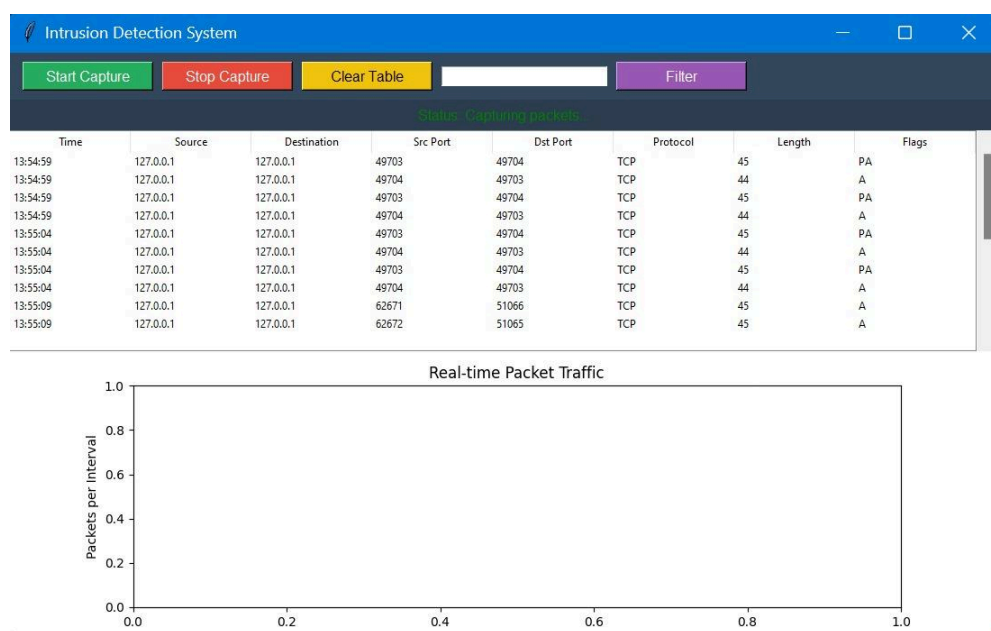 Intrusion Detection System
Start Capture Stop Capture Clear Table Filter
Status: Capturing packets...
Time Source Destination Src Port Dst Port Protocol Length Flags
13:54:59 127.0.0.1 127.0.0.1 49703 49704 TCP 45 PA
13:54:59 127.0.0.1 127.0.0.1 49704 49703 TCP 44 A
13:54:59 127.0.0.1 127.0.0.1 49703 49704 TCP 45 PA
13:54:59 127.0.0.1 127.0.0.1 49704 49703 TCP 44 A
13:55:04 127.0.0.1 127.0.0.1 49703 49704 TCP 45 PA
13:55:04 127.0.0.1 127.0.0.1 49704 49703 TCP 44 A
13:55:04 127.0.0.1 127.0.0.1 49703 49704 TCP 45 PA
13:55:04 127.0.0.1 127.0.0.1 49704 49703 TCP 44 A
13:55:09 127.0.0.1 127.0.0.1 62671 51066 TCP 45 A
13:55:09 127.0.0.1 127.0.0.1 62672 51065 TCP 45 A
Real-time Packet Traffic
Packets per Interval
1.0
0.8
0.6
0.4
0.2
0.0
0.0 0.2 0.4 0.6 0.8 1.0